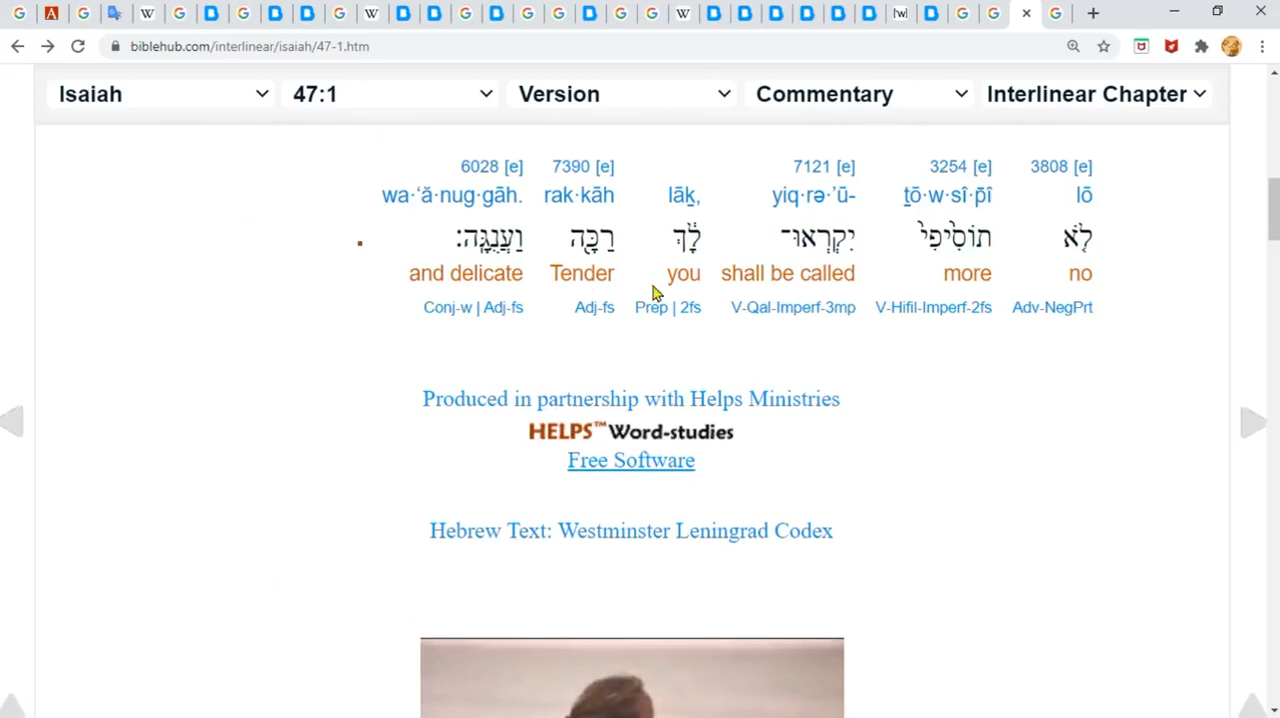 biblehub.com/interlinear/isaiah/47-1.htm
Isaiah 47:1 Version Commentary Interlinear Chapter
6028 [e] 7390 [e] 7121 [e] 3254 [e] 3808 [e]
wa·‘ă·nug·gāh. rak·kāh lāḵ, yiq·rə·’ū- ṯō·w·sî·p̄î lō
לֹ֤א תוֹסִ֙יפִי֙ יִקְרְאוּ־ לָ֔ךְ רַכָּ֖ה וַעֲנֻגָּֽה׃
and delicate Tender you shall be called more no
Conj-w | Adj-fs Adj-fs Prep | 2fs V-Qal-Imperf-3mp V-Hifil-Imperf-2fs Adv-NegPrt
Produced in partnership with Helps Ministries
HELPS™ Word-studies
Free Software
Hebrew Text: Westminster Leningrad Codex